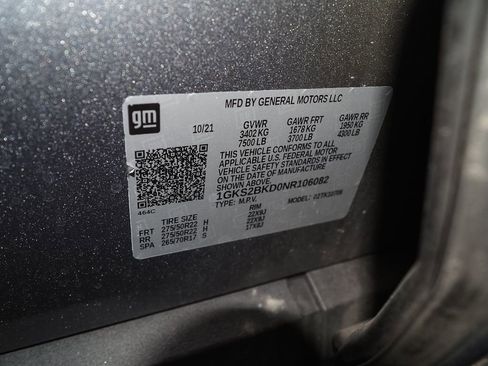 gm
MFD BY GENERAL MOTORS LLC
10/21 GVWR GAWR FRT GAWR RR
3402 KG 1678 KG 1950 KG
7500 LB 3700 LB 4300 LB
THIS VEHICLE CONFORMS TO ALL
APPLICABLE U.S. FEDERAL MOTOR
VEHICLE SAFETY STANDARDS IN EFFECT
ON THE DATE OF MANUFACTURE
1GKS2BKD0NR106082
464C TYPE: M.P.V. MODEL:
TIRE SIZE RIM
FRT 275/50R22 H 22X9J
RR 275/50R22 H 22X9J
SPA 265/70R17 S 17X8J